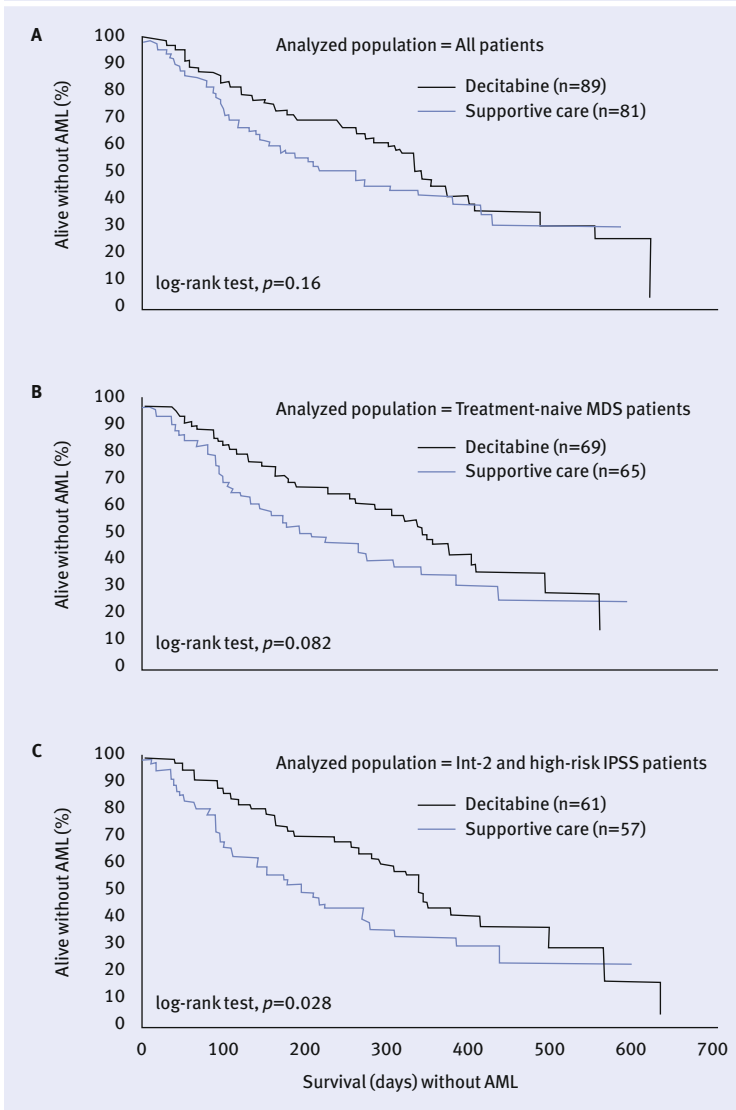 A
Analyzed population = All patients
Decitabine (n=89)
Supportive care (n=81)
Alive without AML (%)
100
90
80
70
60
50
40
30
20
10
0
log-rank test, p=0.16
B
Analyzed population = Treatment-naive MDS patients
Decitabine (n=69)
Supportive care (n=65)
Alive without AML (%)
100
90
80
70
60
50
40
30
20
10
0
log-rank test, p=0.082
C
Analyzed population = Int-2 and high-risk IPSS patients
Decitabine (n=61)
Supportive care (n=57)
Alive without AML (%)
100
90
80
70
60
50
40
30
20
10
0
log-rank test, p=0.028
0 100 200 300 400 500 600 700
Survival (days) without AML